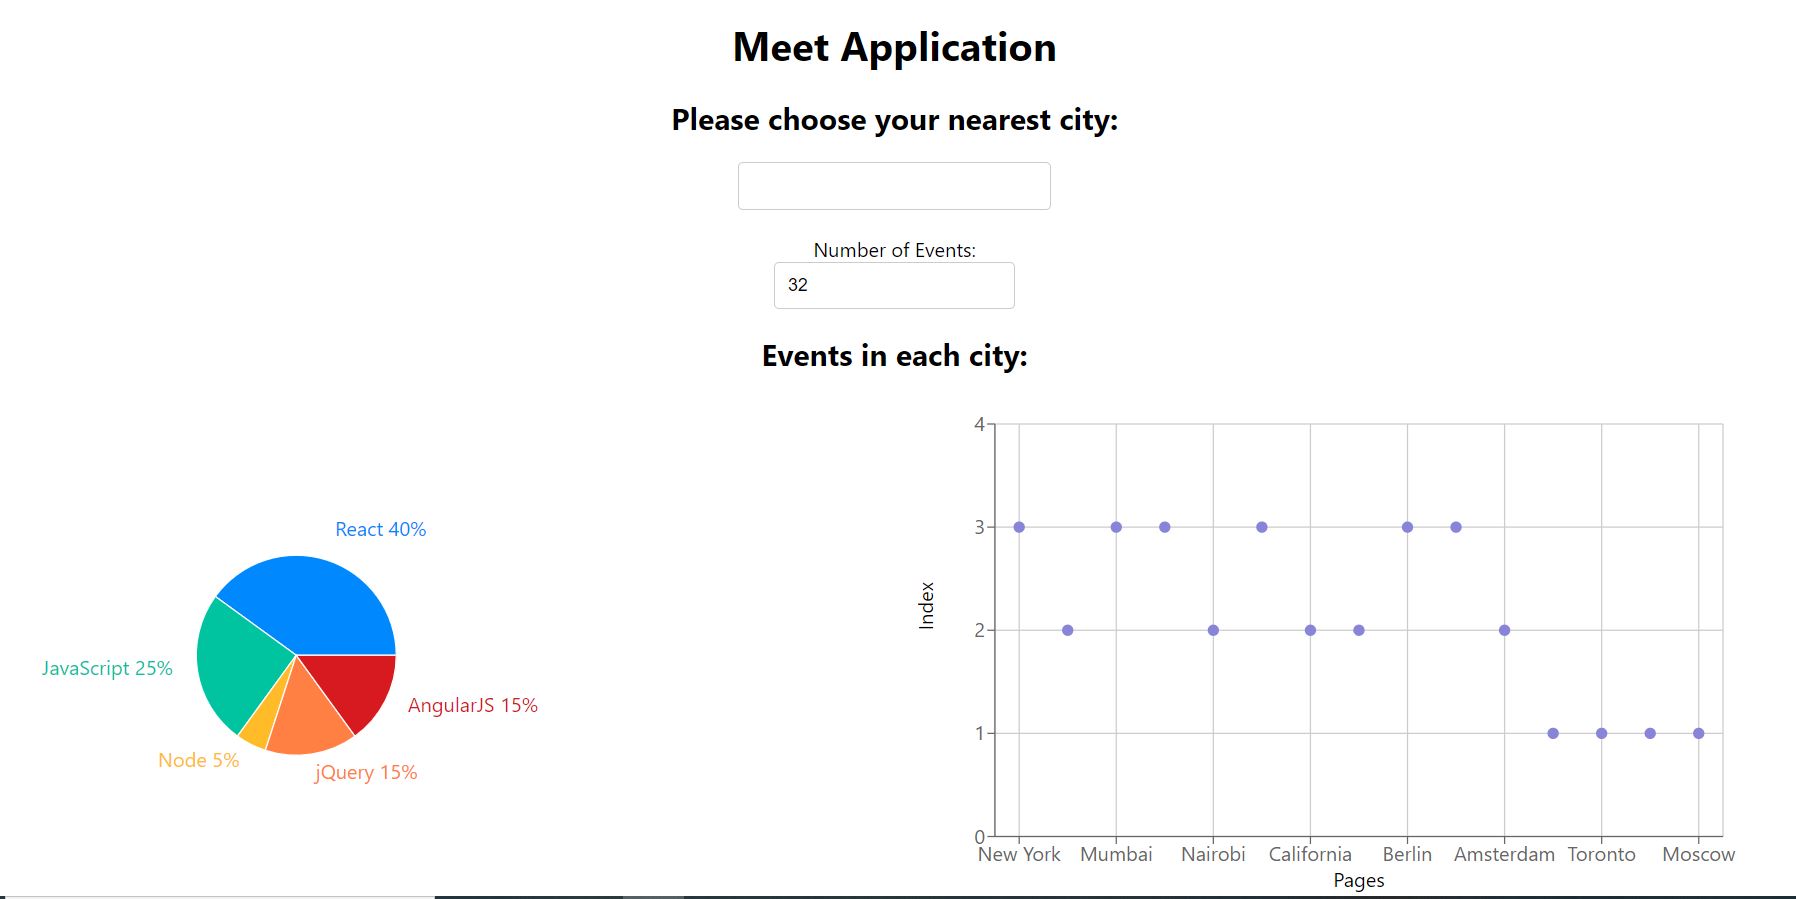 Meet Application
Please choose your nearest city:
Number of Events:
32
Events in each city:
React 40%
JavaScript 25%
AngularJS 15%
Node 5%
jQuery 15%
4
3
2
1
0
Index
New York Mumbai Nairobi California Berlin Amsterdam Toronto Moscow
Pages